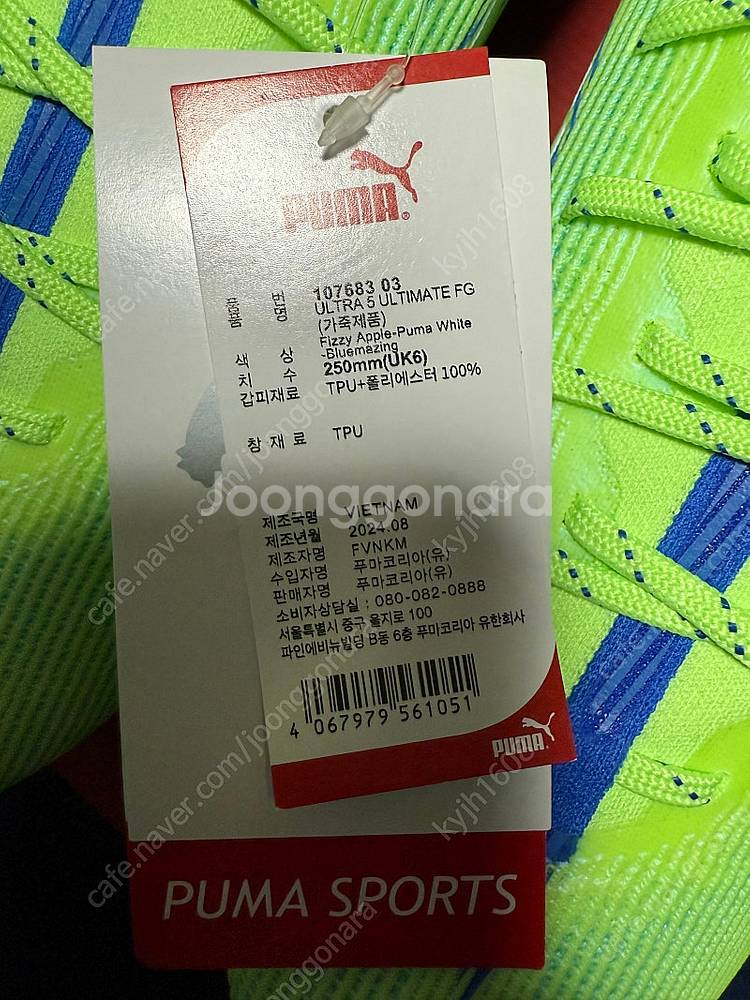 PUMA
품 번 107683 03
품 명 ULTRA 5 ULTIMATE FG
(가죽제품)
색 상 Fizzy Apple-Puma White
-Bluemazing
치 수 250mm(UK6)
갑피재료 TPU+폴리에스터 100%
창 재 료 TPU
Joonggonara
제조국명 VIETNAM
제조년월 2024.08
제조자명 FVNKM
수입자명 푸마코리아(유)
판매자명 푸마코리아(유)
소비자상담실 : 080-082-0888
서울특별시 중구 을지로 100
파인에비뉴빌딩 B동 6층 푸마코리아 유한회사
4 067979 561051
PUMA
PUMA SPORTS
cafe.naver.com/joonggonara
kyjh1608